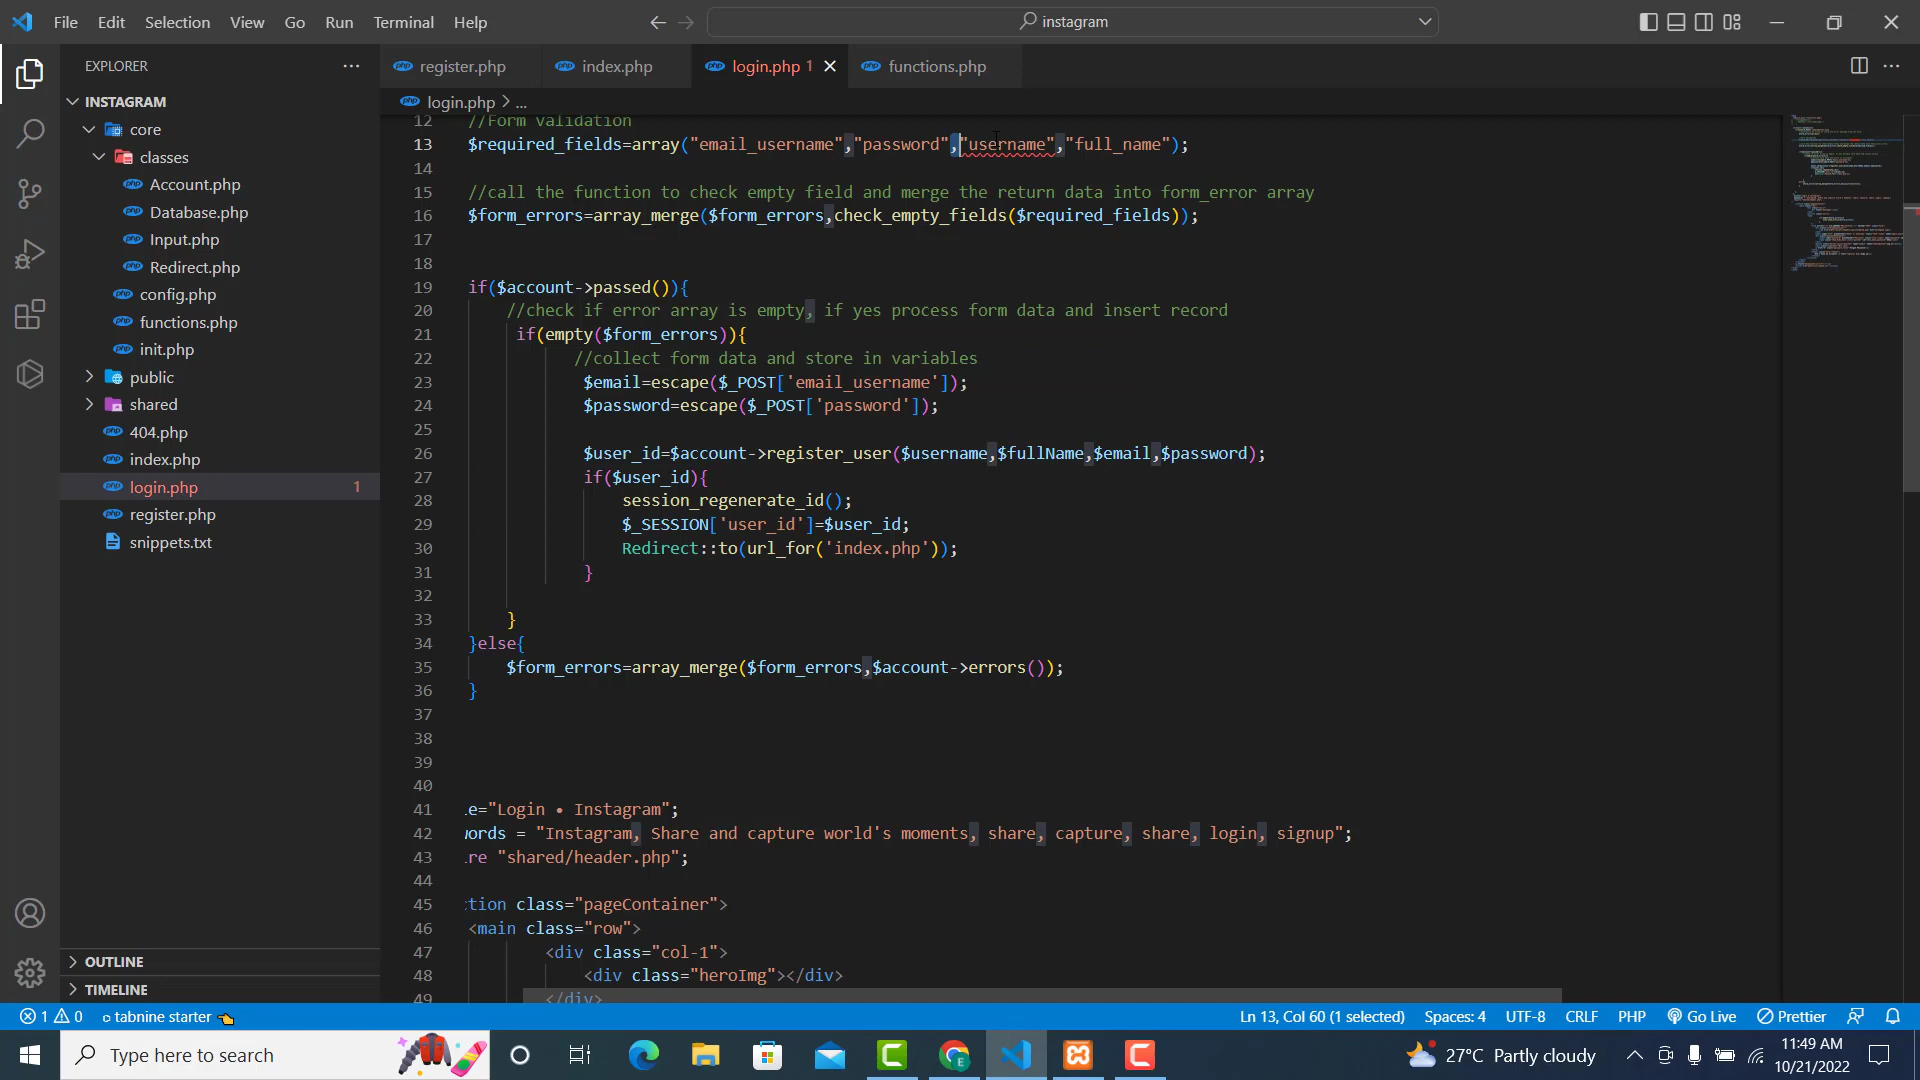 File Edit Selection View Go Run Terminal Help
instagram
EXPLORER
register.php index.php login.php 1 functions.php
INSTAGRAM
login.php > ...
core
classes
Account.php
Database.php
Input.php
Redirect.php
config.php
functions.php
init.php
public
shared
404.php
index.php
login.php 1
register.php
snippets.txt
OUTLINE
TIMELINE
12 //Form validation
13 $required_fields=array("email_username","password","username","full_name");
14
15 //call the function to check empty field and merge the return data into form_error array
16 $form_errors=array_merge($form_errors,check_empty_fields($required_fields));
17
18
19 if($account->passed()){
20 //check if error array is empty, if yes process form data and insert record
21 if(empty($form_errors)){
22 //collect form data and store in variables
23 $email=escape($_POST['email_username']);
24 $password=escape($_POST['password']);
25
26 $user_id=$account->register_user($username,$fullName,$email,$password);
27 if($user_id){
28 session_regenerate_id();
29 $_SESSION['user_id']=$user_id;
30 Redirect::to(url_for('index.php'));
31 }
32
33 }
34 }else{
35 $form_errors=array_merge($form_errors,$account->errors());
36 }
37
38
39
40
41 e="Login • Instagram";
42 ords = "Instagram, Share and capture world's moments, share, capture, share, login, signup";
43 re "shared/header.php";
44
45 tion class="pageContainer">
46 <main class="row">
47 <div class="col-1">
48 <div class="heroImg"></div>
49 </div>
1 0 tabnine starter Ln 13, Col 60 (1 selected) Spaces: 4 UTF-8 CRLF PHP Go Live Prettier
Type here to search
27°C Partly cloudy
11:49 AM
10/21/2022